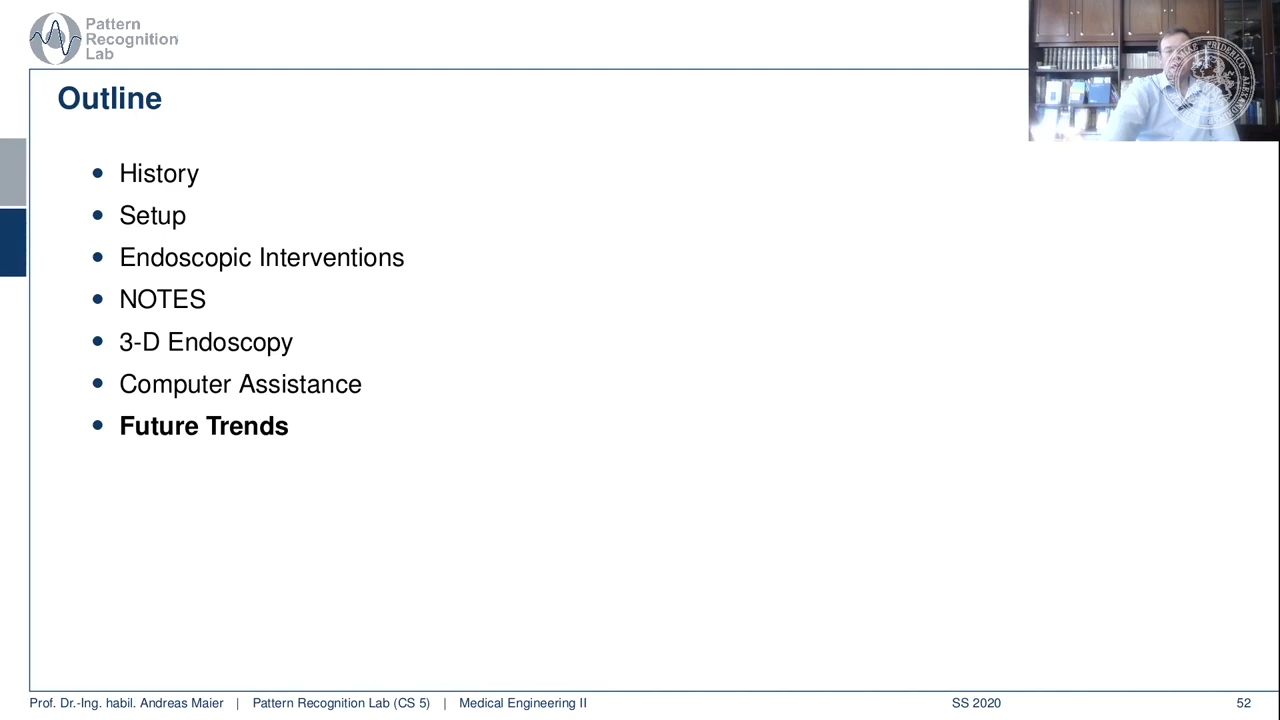 Pattern
Recognition
Lab
Outline
• History
• Setup
• Endoscopic Interventions
• NOTES
• 3-D Endoscopy
• Computer Assistance
• Future Trends
Prof. Dr.-Ing. habil. Andreas Maier | Pattern Recognition Lab (CS 5) | Medical Engineering II SS 2020 52